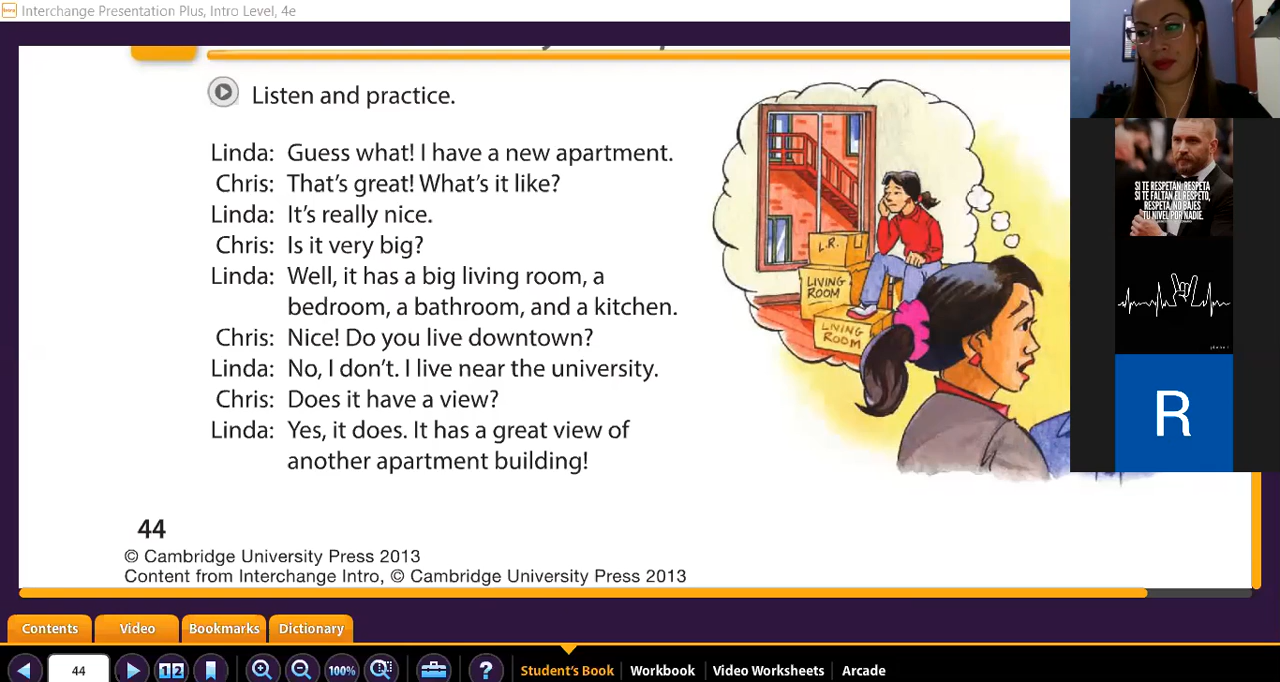 Interchange Presentation Plus, Intro Level, 4e
Listen and practice.
Linda: Guess what! I have a new apartment.
Chris: That's great! What's it like?
Linda: It's really nice.
Chris: Is it very big?
Linda: Well, it has a big living room, a
bedroom, a bathroom, and a kitchen.
Chris: Nice! Do you live downtown?
Linda: No, I don't. I live near the university.
Chris: Does it have a view?
Linda: Yes, it does. It has a great view of
another apartment building!
L.R.
LIVING
ROOM
LIVING
ROOM
SI TE RESPETAN, RESPETA
SI TE FALTAN EL RESPETO,
RESPETA, NO BAJES
TU NIVEL POR NADIE.
R
44
© Cambridge University Press 2013
Content from Interchange Intro, © Cambridge University Press 2013
Contents Video Bookmarks Dictionary
44 1 2 100% ? Student's Book Workbook Video Worksheets Arcade